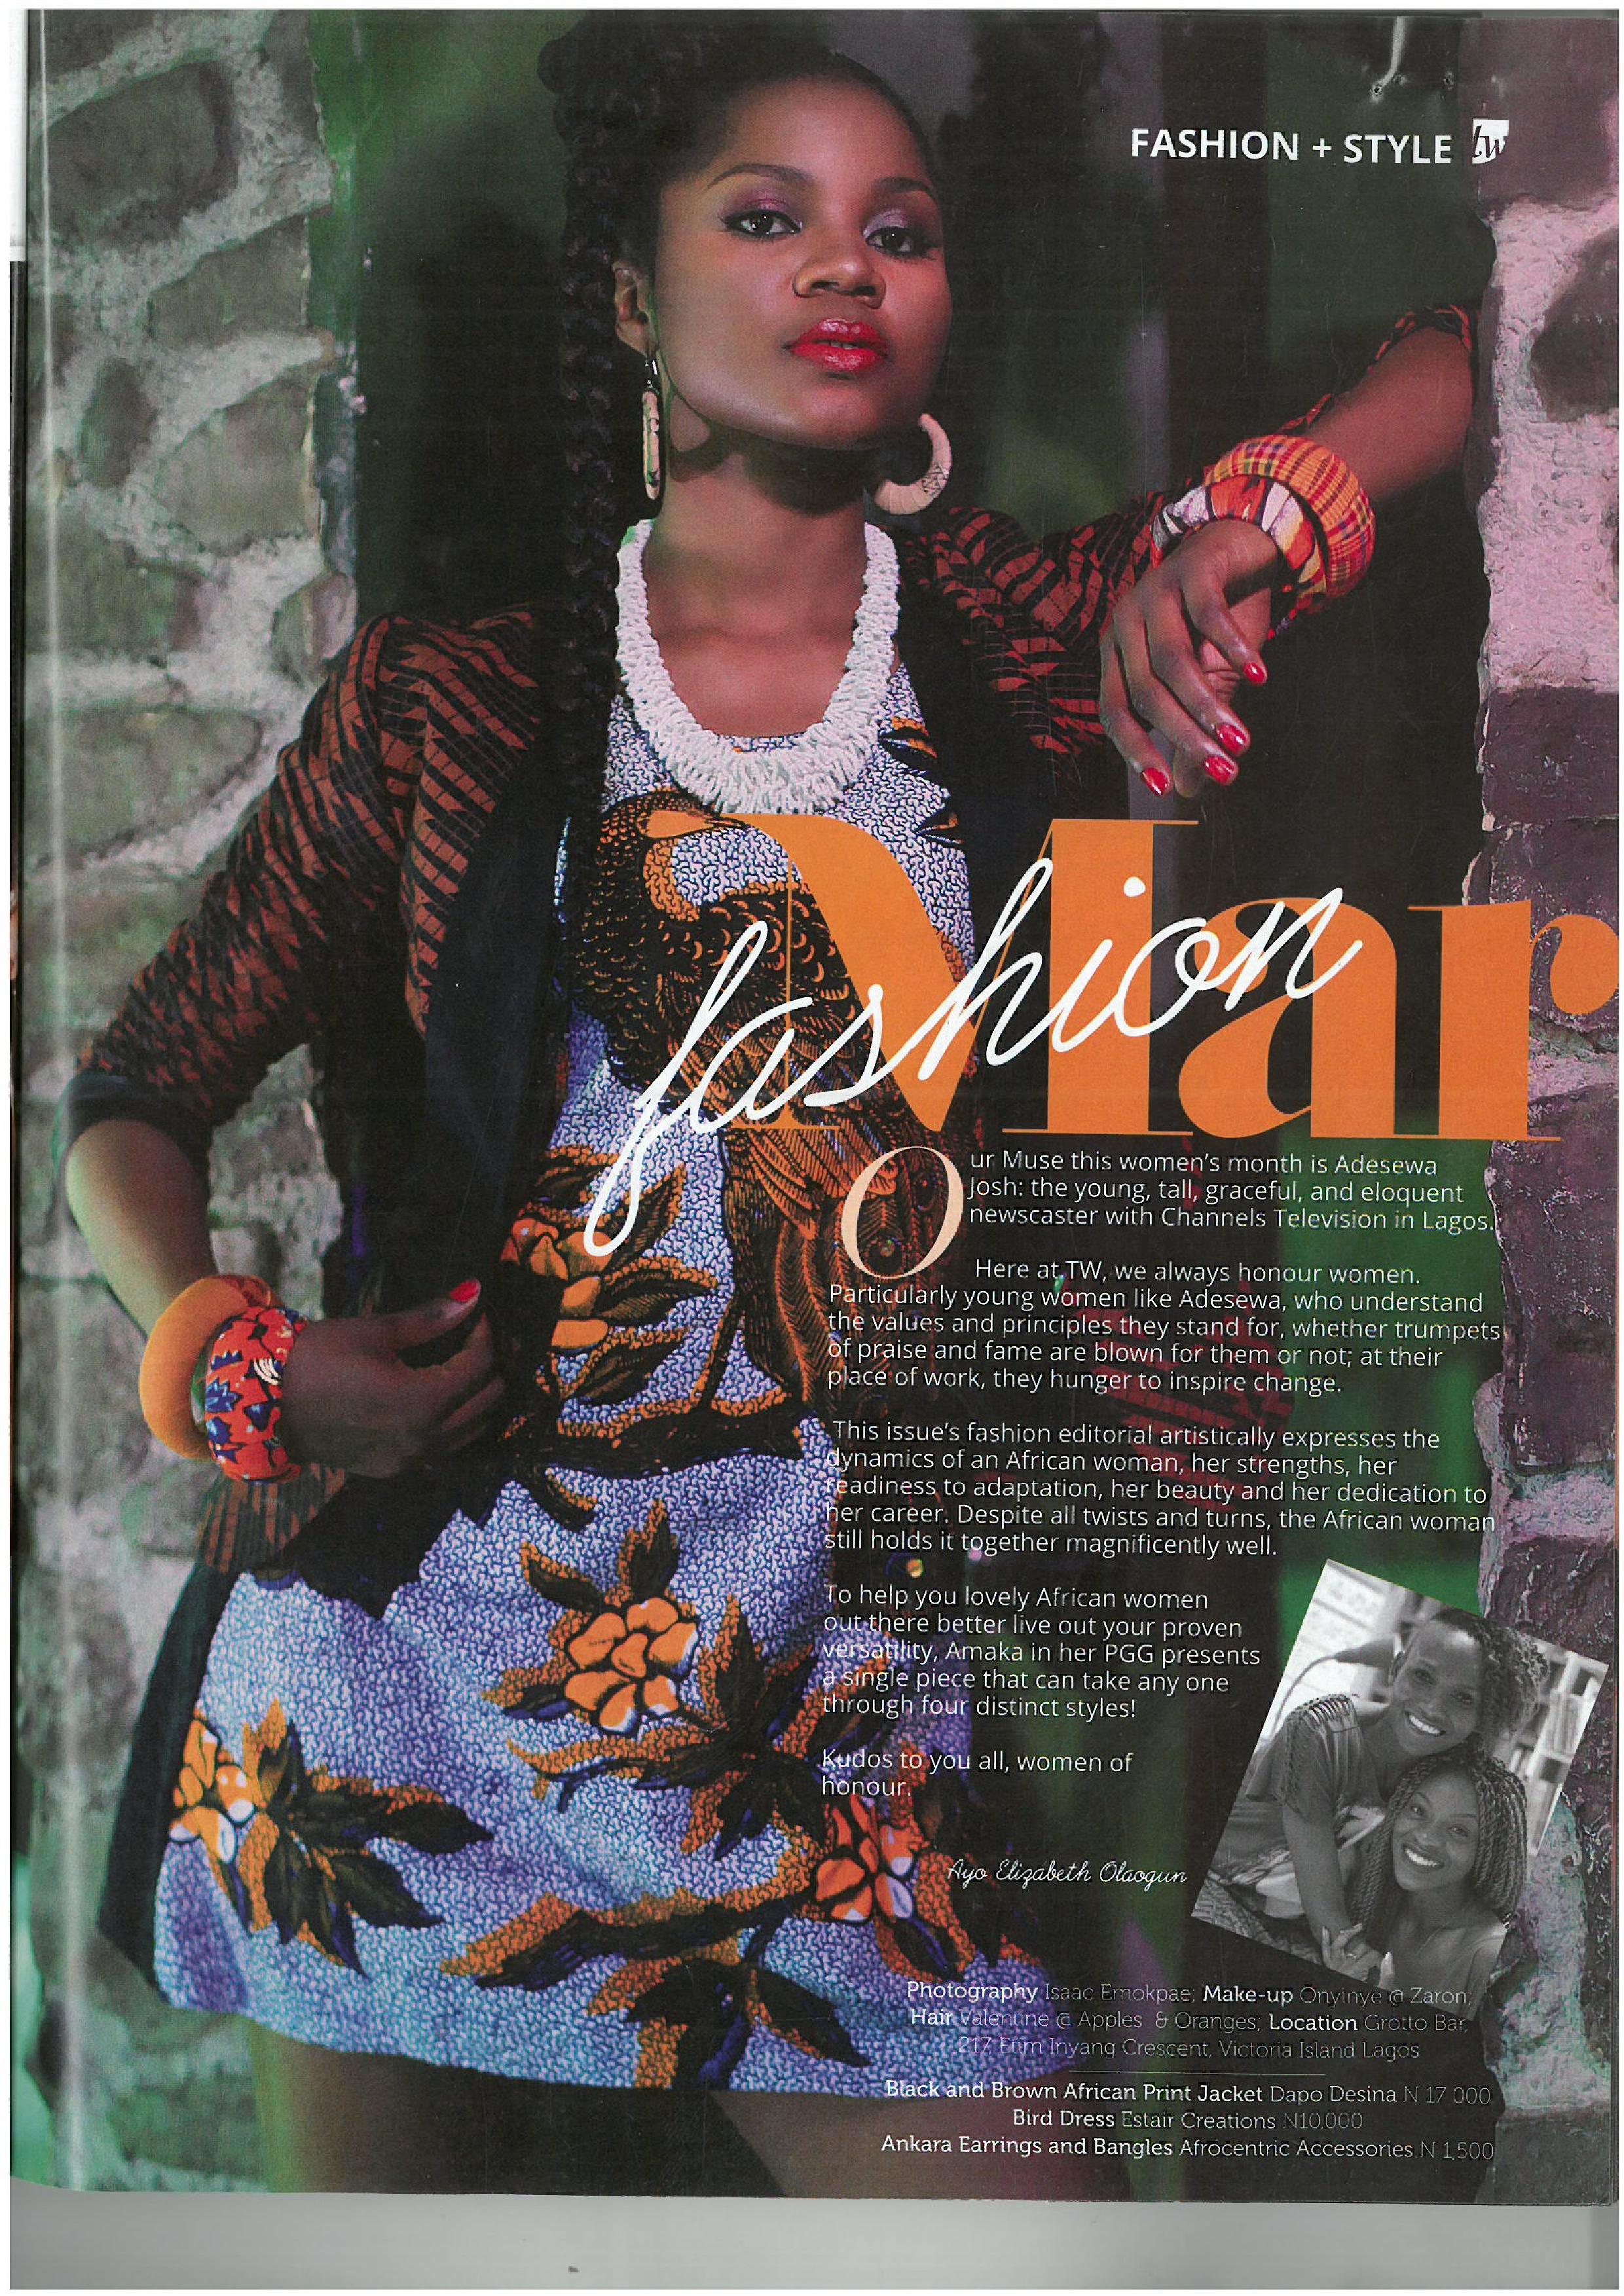 FASHION + STYLE tw
Mar
fashion
Our Muse this women's month is Adesewa
Josh: the young, tall, graceful, and eloquent
newscaster with Channels Television in Lagos.
Here at TW, we always honour women.
Particularly young women like Adesewa, who understand
the values and principles they stand for, whether trumpets
of praise and fame are blown for them or not; at their
place of work, they hunger to inspire change.
This issue's fashion editorial artistically expresses the
dynamics of an African woman, her strengths, her
readiness to adaptation, her beauty and her dedication to
her career. Despite all twists and turns, the African woman
still holds it together magnificently well.
To help you lovely African women
out there better live out your proven
versatility, Amaka in her PGG presents
a single piece that can take any one
through four distinct styles!
Kudos to you all, women of
honour.
Ayo Elizabeth Olaogun
Photography Isaac Emokpae; Make-up Onyinye @ Zaron;
Hair Valentine @ Apples & Oranges; Location Grotto Bar,
217 Etim Inyang Crescent, Victoria Island Lagos
Black and Brown African Print Jacket Dapo Desina N 17 000
Bird Dress Estair Creations N10,000
Ankara Earrings and Bangles Afrocentric Accessories N 1,500